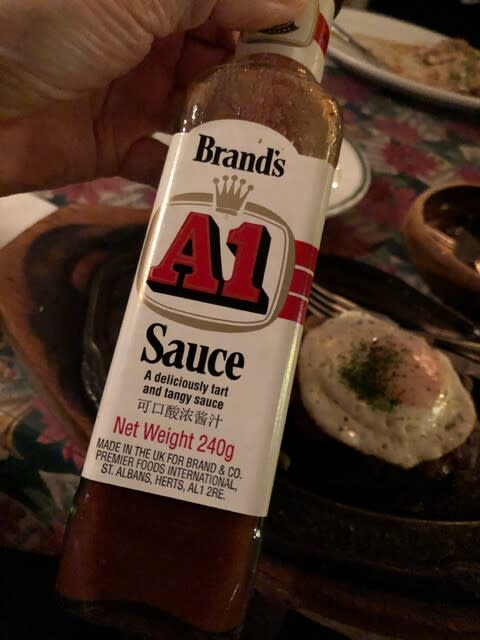 Brand's
A1
Sauce
A deliciously tart
and tangy sauce
可口酸浓酱汁
Net Weight 240g
MADE IN THE UK FOR BRAND & CO.
PREMIER FOODS INTERNATIONAL,
ST. ALBANS, HERTS, AL1 2RE.